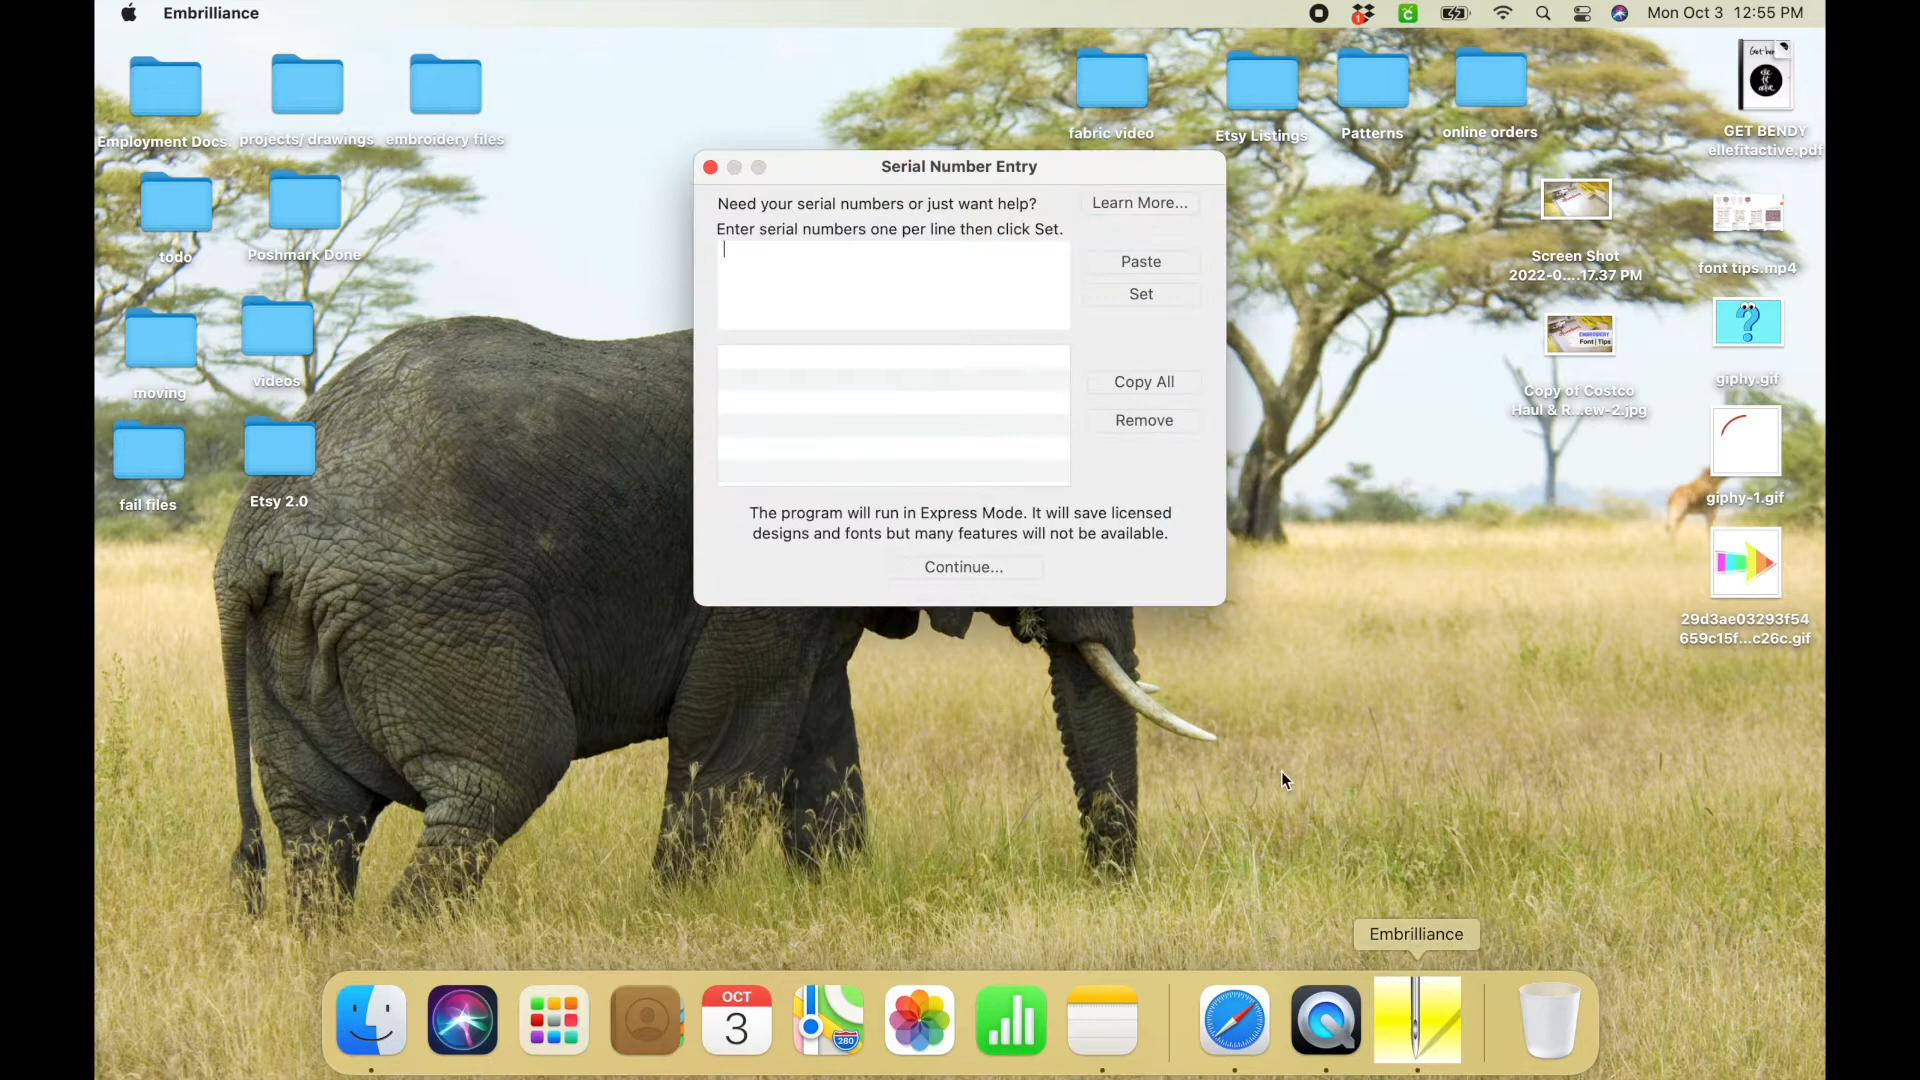 Embrilliance
Mon Oct 3 12:55 PM
Employment Docs.
projects/ drawings
embroidery files
fabric video
Etsy Listings
Patterns
online orders
GET BENDY
ellefitactive.pdf
Serial Number Entry
Need your serial numbers or just want help?
Learn More...
Enter serial numbers one per line then click Set.
Paste
Set
Copy All
Remove
The program will run in Express Mode. It will save licensed
designs and fonts but many features will not be available.
Continue...
todo
Poshmark Done
moving
videos
fail files
Etsy 2.0
Screen Shot
2022-0....17.37 PM
font tips.mp4
Copy of Costco
Haul & R...ew-2.jpg
EMBROIDERY
Font | Tips
giphy.gif
giphy-1.gif
29d3ae03293f54
659c15f...c26c.gif
Embrilliance
OCT
3
280